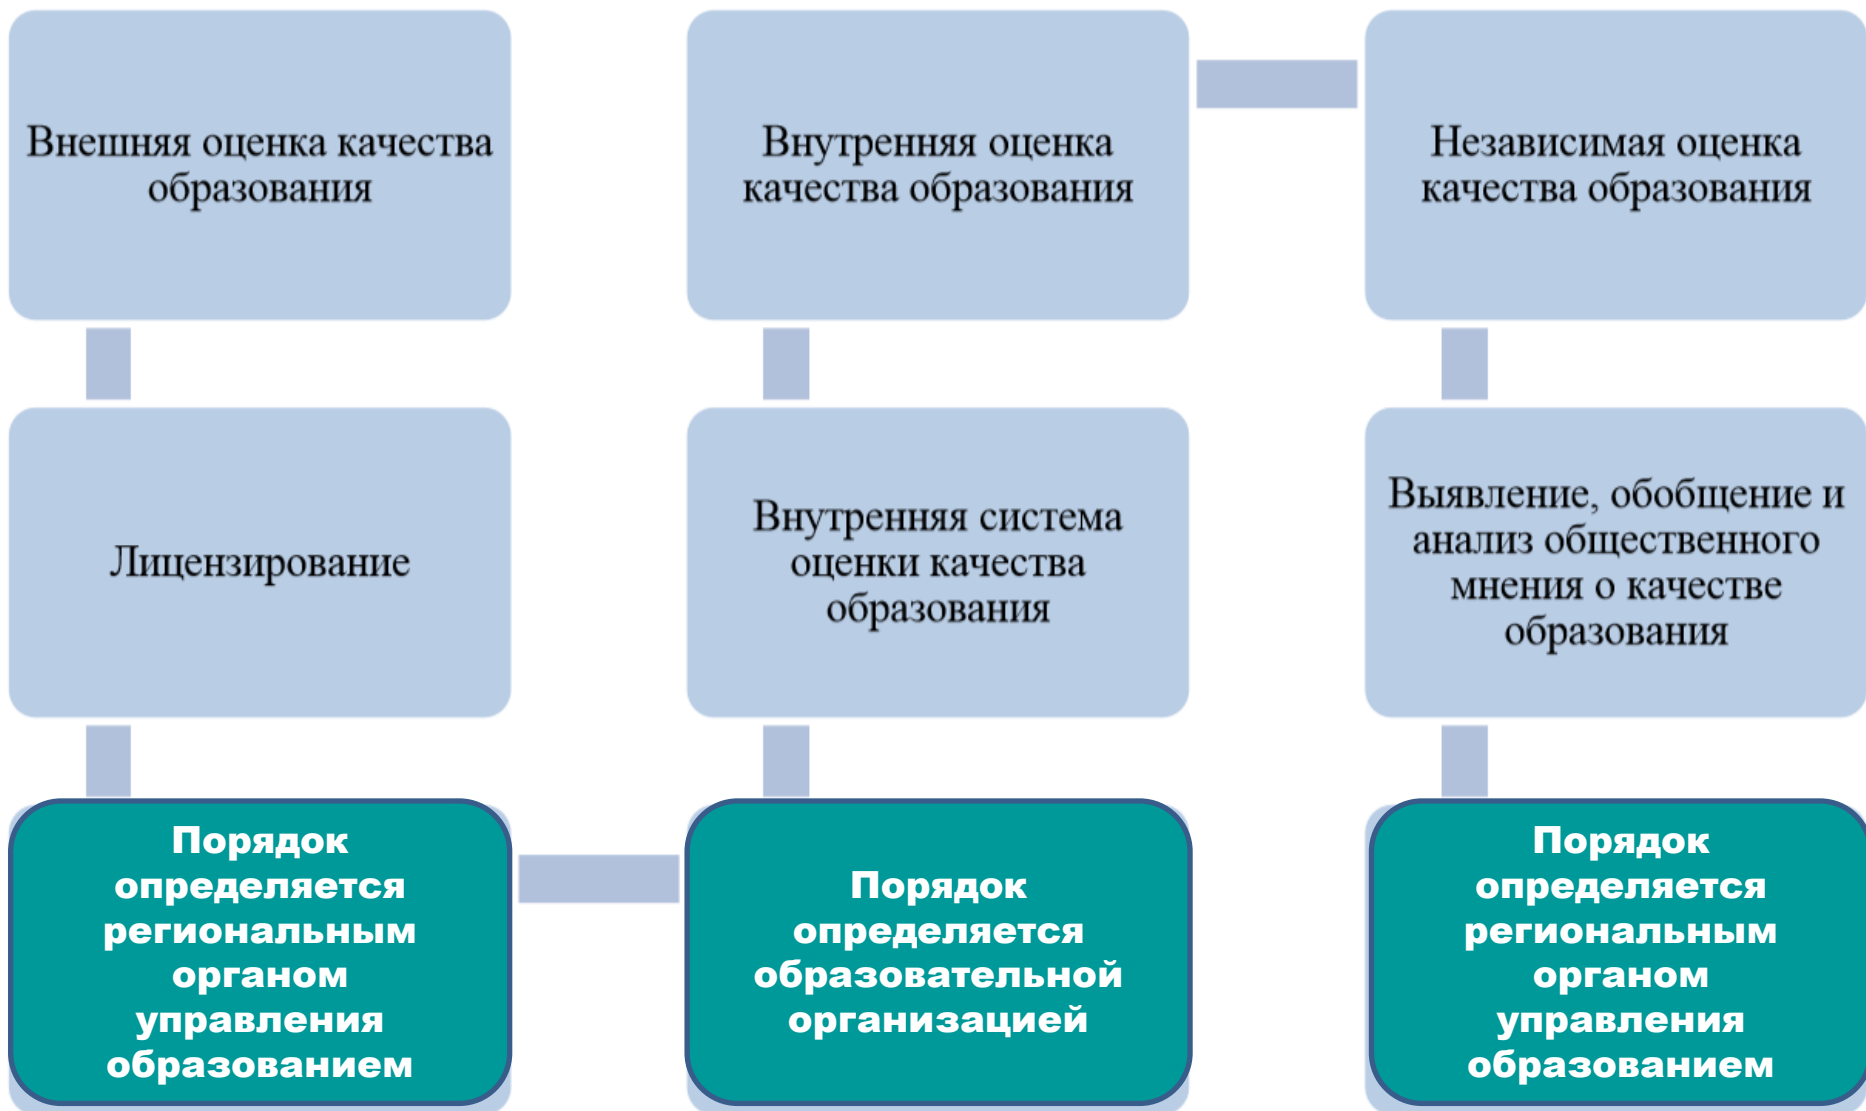 Внешняя оценка качества
образования
Внутренняя оценка
качества образования
Независимая оценка
качества образования
Лицензирование
Внутренняя система
оценки качества
образования
Выявление, обобщение и
анализ общественного
мнения о качестве
образования
Порядок
определяется
региональным
органом
управления
образованием
Порядок
определяется
образовательной
организацией
Порядок
определяется
региональным
органом
управления
образованием